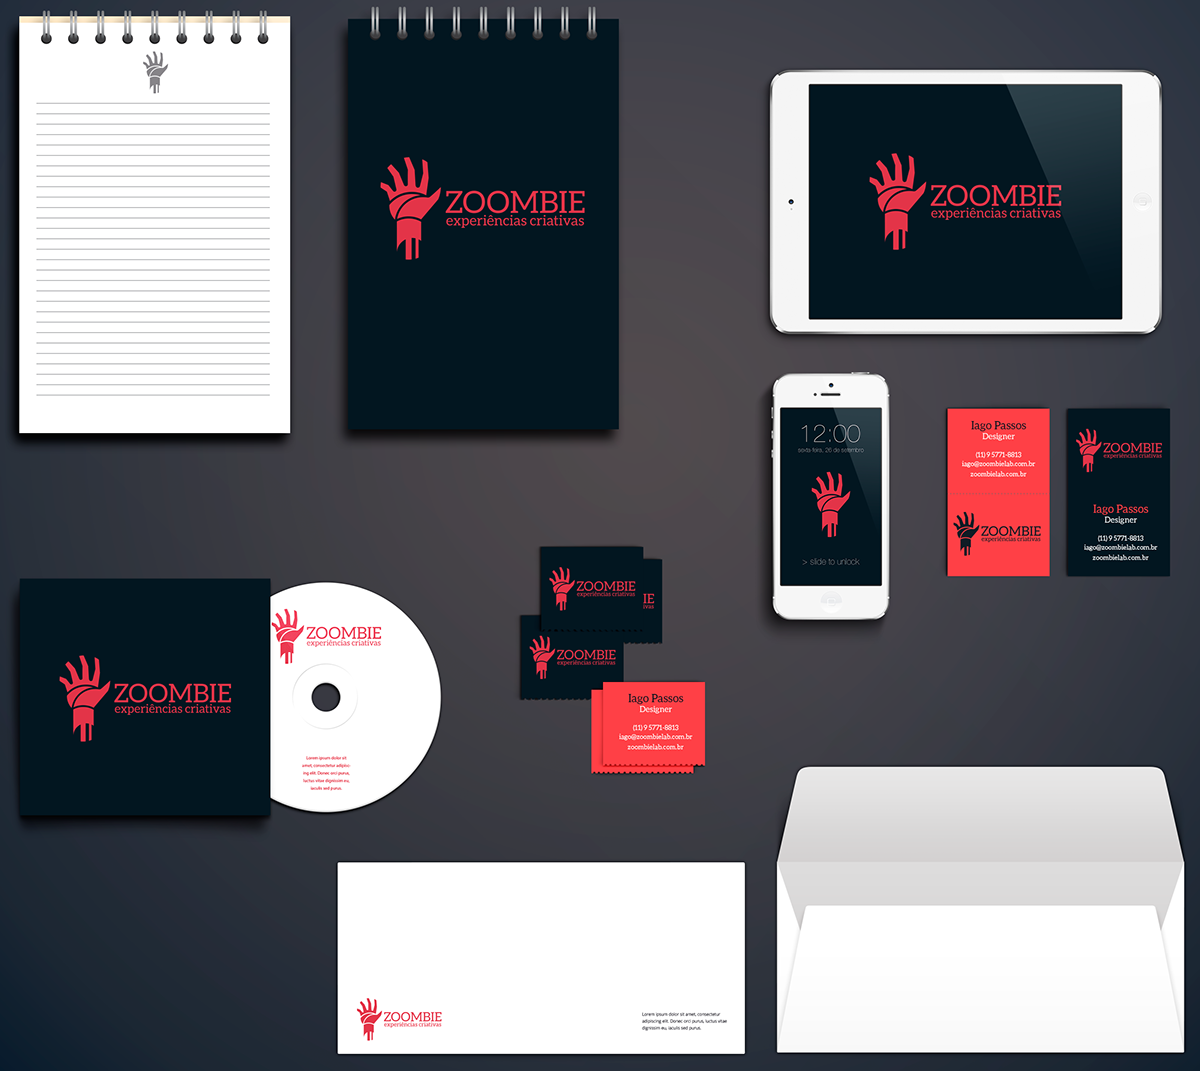 ZOOMBIE
experiências criativas
ZOOMBIE
experiências criativas
12:00
sexta-feira, 26 de setembro
> slide to unlock
Iago Passos
Designer
(11) 9 5771-8813
iago@zoombielab.com.br
zoombielab.com.br
ZOOMBIE
experiências criativas
ZOOMBIE
experiências criativas
Iago Passos
Designer
(11) 9 5771-8813
iago@zoombielab.com.br
zoombielab.com.br
ZOOMBIE
experiências criativas
ZOOMBIE
experiências criativas
Lorem ipsum dolor sit
amet, consectetur adipisc-
ing elit. Donec orci purus,
luctus vitae dignissim eu,
iaculis sed purus.
ZOOMBIE
experiências criativas
IE
ivas
ZOOMBIE
experiências criativas
Iago Passos
Designer
(11) 9 5771-8813
iago@zoombielab.com.br
zoombielab.com.br
ZOOMBIE
experiências criativas
Lorem ipsum dolor sit amet, consectetur
adipiscing elit. Donec orci purus, luctus vitae
dignissim eu, iaculis sed purus.